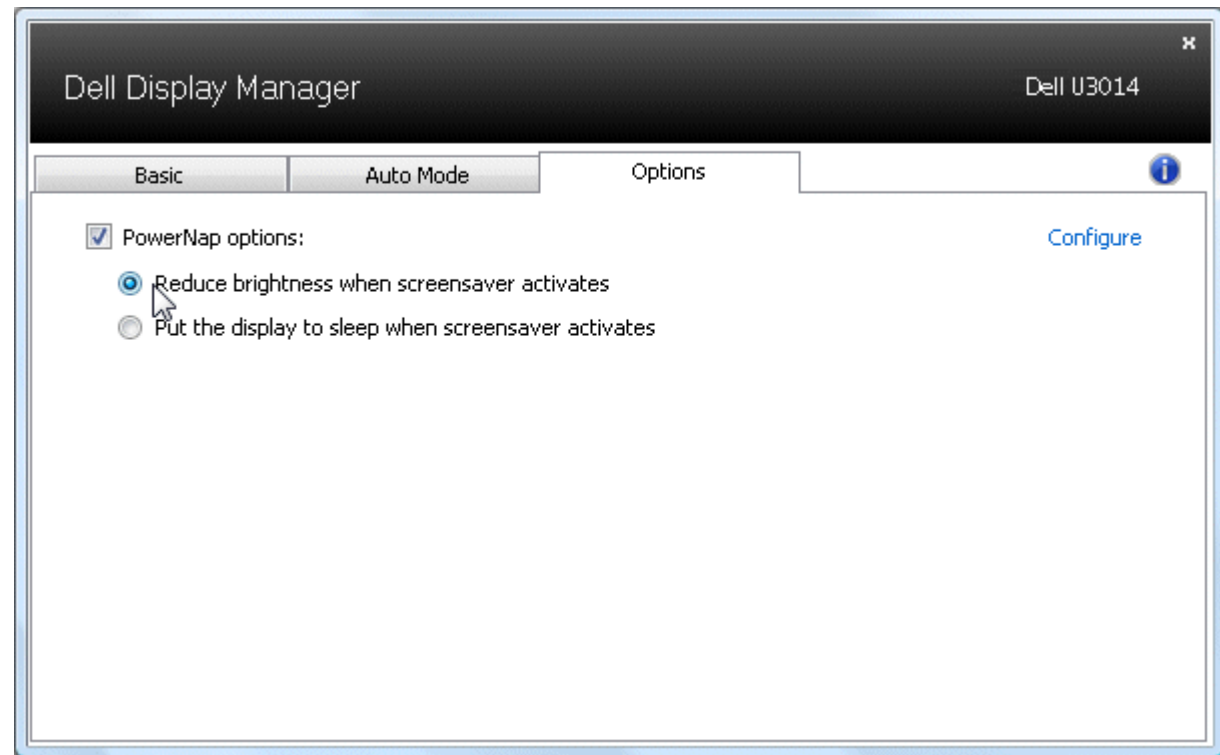 Dell Display Manager
Dell U3014
Basic
Auto Mode
Options
PowerNap options:
Configure
Reduce brightness when screensaver activates
Put the display to sleep when screensaver activates